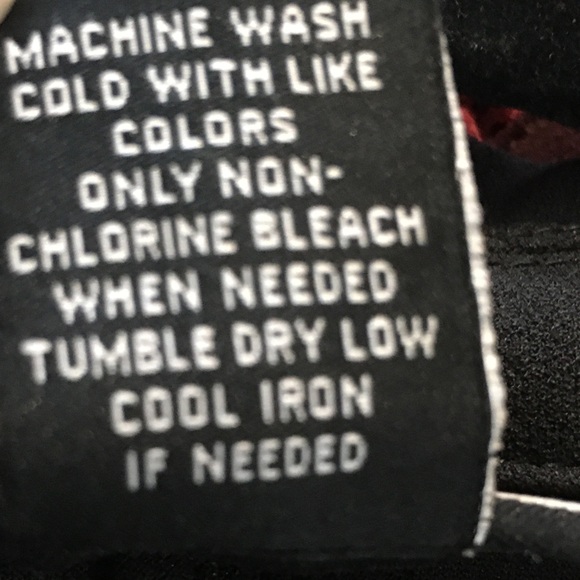 MACHINE WASH
COLD WITH LIKE
COLORS
ONLY NON-
CHLORINE BLEACH
WHEN NEEDED
TUMBLE DRY LOW
COOL IRON
IF NEEDED